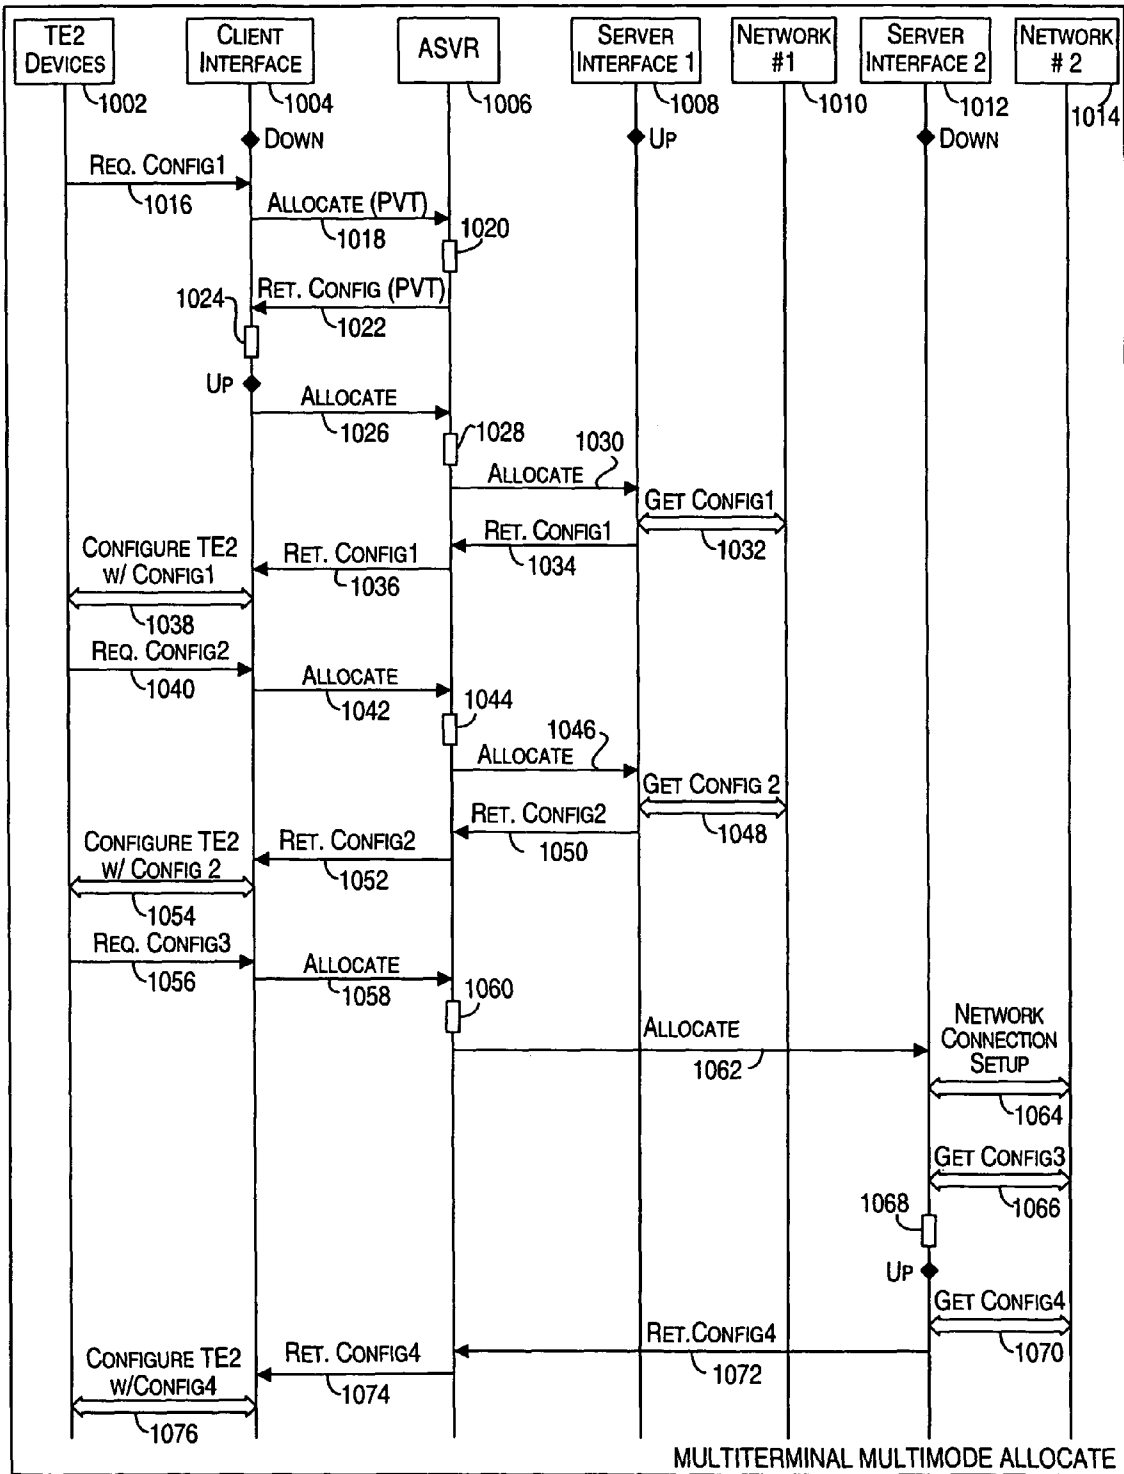 TE2
DEVICES
1002
CLIENT
INTERFACE
1004
ASVR
1006
SERVER
INTERFACE 1
1008
NETWORK
#1
1010
SERVER
INTERFACE 2
1012
NETWORK
# 2
1014
DOWN
UP
DOWN
REQ. CONFIG1
1016
ALLOCATE (PVT)
1018
1020
RET. CONFIG (PVT)
1022
1024
UP
ALLOCATE
1026
1028
ALLOCATE
1030
GET CONFIG1
1032
RET. CONFIG1
1034
RET. CONFIG1
1036
CONFIGURE TE2
W/ CONFIG1
1038
REQ. CONFIG2
1040
ALLOCATE
1042
1044
ALLOCATE
1046
GET CONFIG 2
1048
RET. CONFIG2
1050
RET. CONFIG2
1052
CONFIGURE TE2
W/ CONFIG 2
1054
REQ. CONFIG3
1056
ALLOCATE
1058
1060
ALLOCATE
1062
NETWORK
CONNECTION
SETUP
1064
GET CONFIG3
1066
1068
UP
GET CONFIG4
1070
RET.CONFIG4
1072
RET. CONFIG4
1074
CONFIGURE TE2
W/CONFIG4
1076
MULTITERMINAL MULTIMODE ALLOCATE